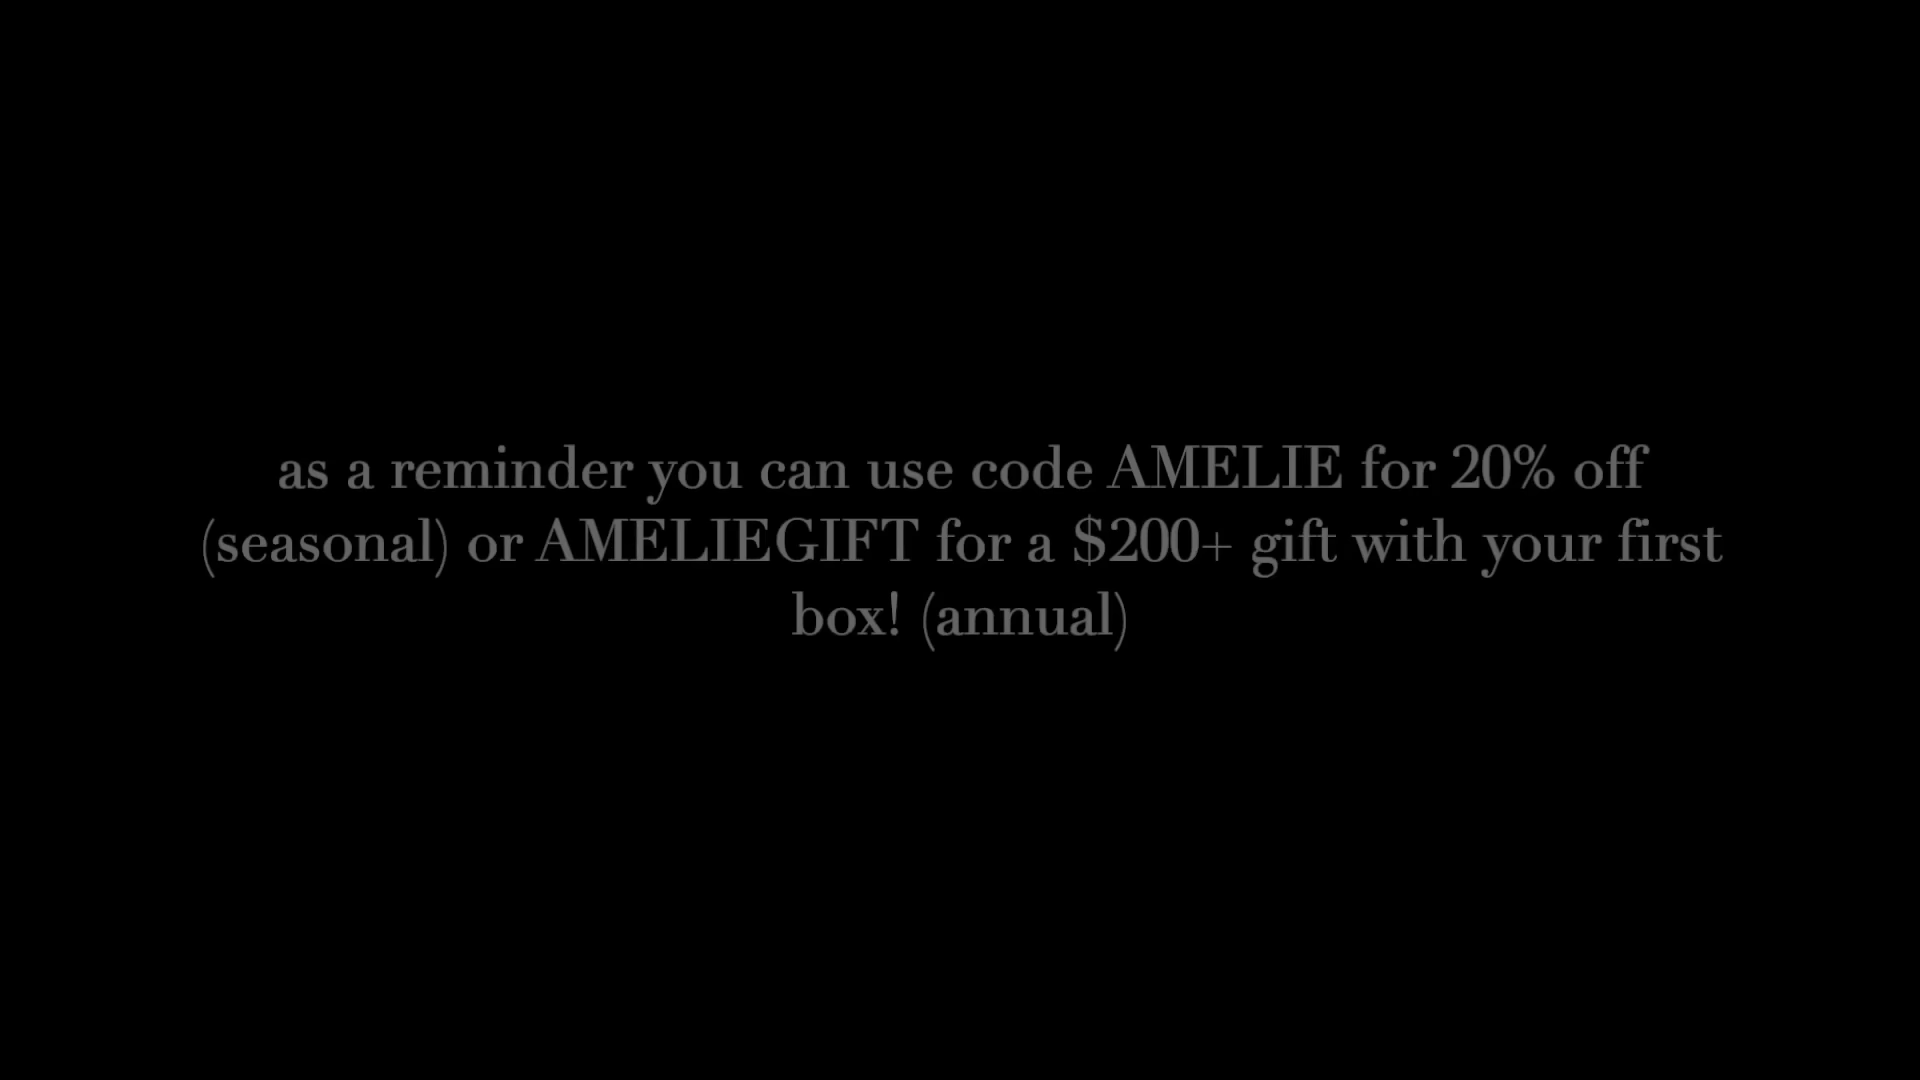 as a reminder you can use code AMELIE for 20% off
(seasonal) or AMELIEGIFT for a $200+ gift with your first
box! (annual)